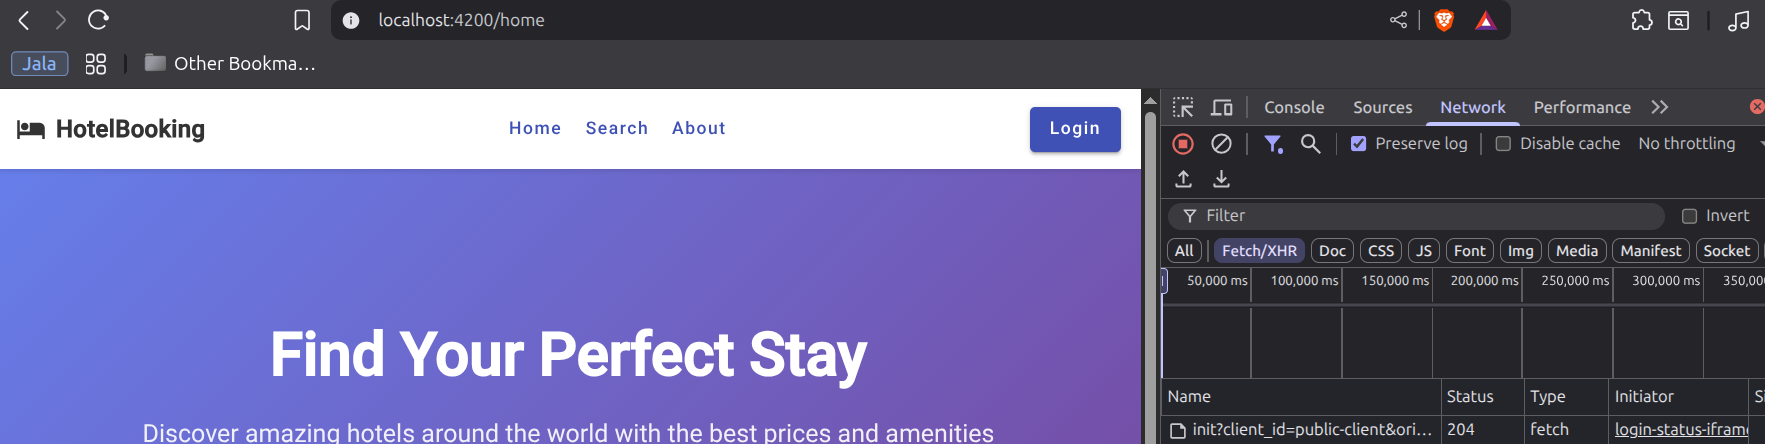 localhost:4200/home
Jala
Other Bookma...
HotelBooking
Home Search About
Login
Find Your Perfect Stay
Discover amazing hotels around the world with the best prices and amenities
Console Sources Network Performance
Preserve log Disable cache No throttling
Filter Invert
All Fetch/XHR Doc CSS JS Font Img Media Manifest Socket
50,000 ms 100,000 ms 150,000 ms 200,000 ms 250,000 ms 300,000 ms 350,00
Name Status Type Initiator Si
init?client_id=public-client&ori... 204 fetch login-status-iframe